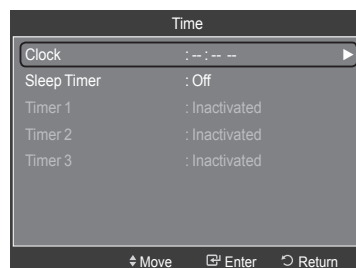 Time
Clock : -- : -- --
Sleep Timer : Off
Timer 1 : Inactivated
Timer 2 : Inactivated
Timer 3 : Inactivated
Move Enter Return